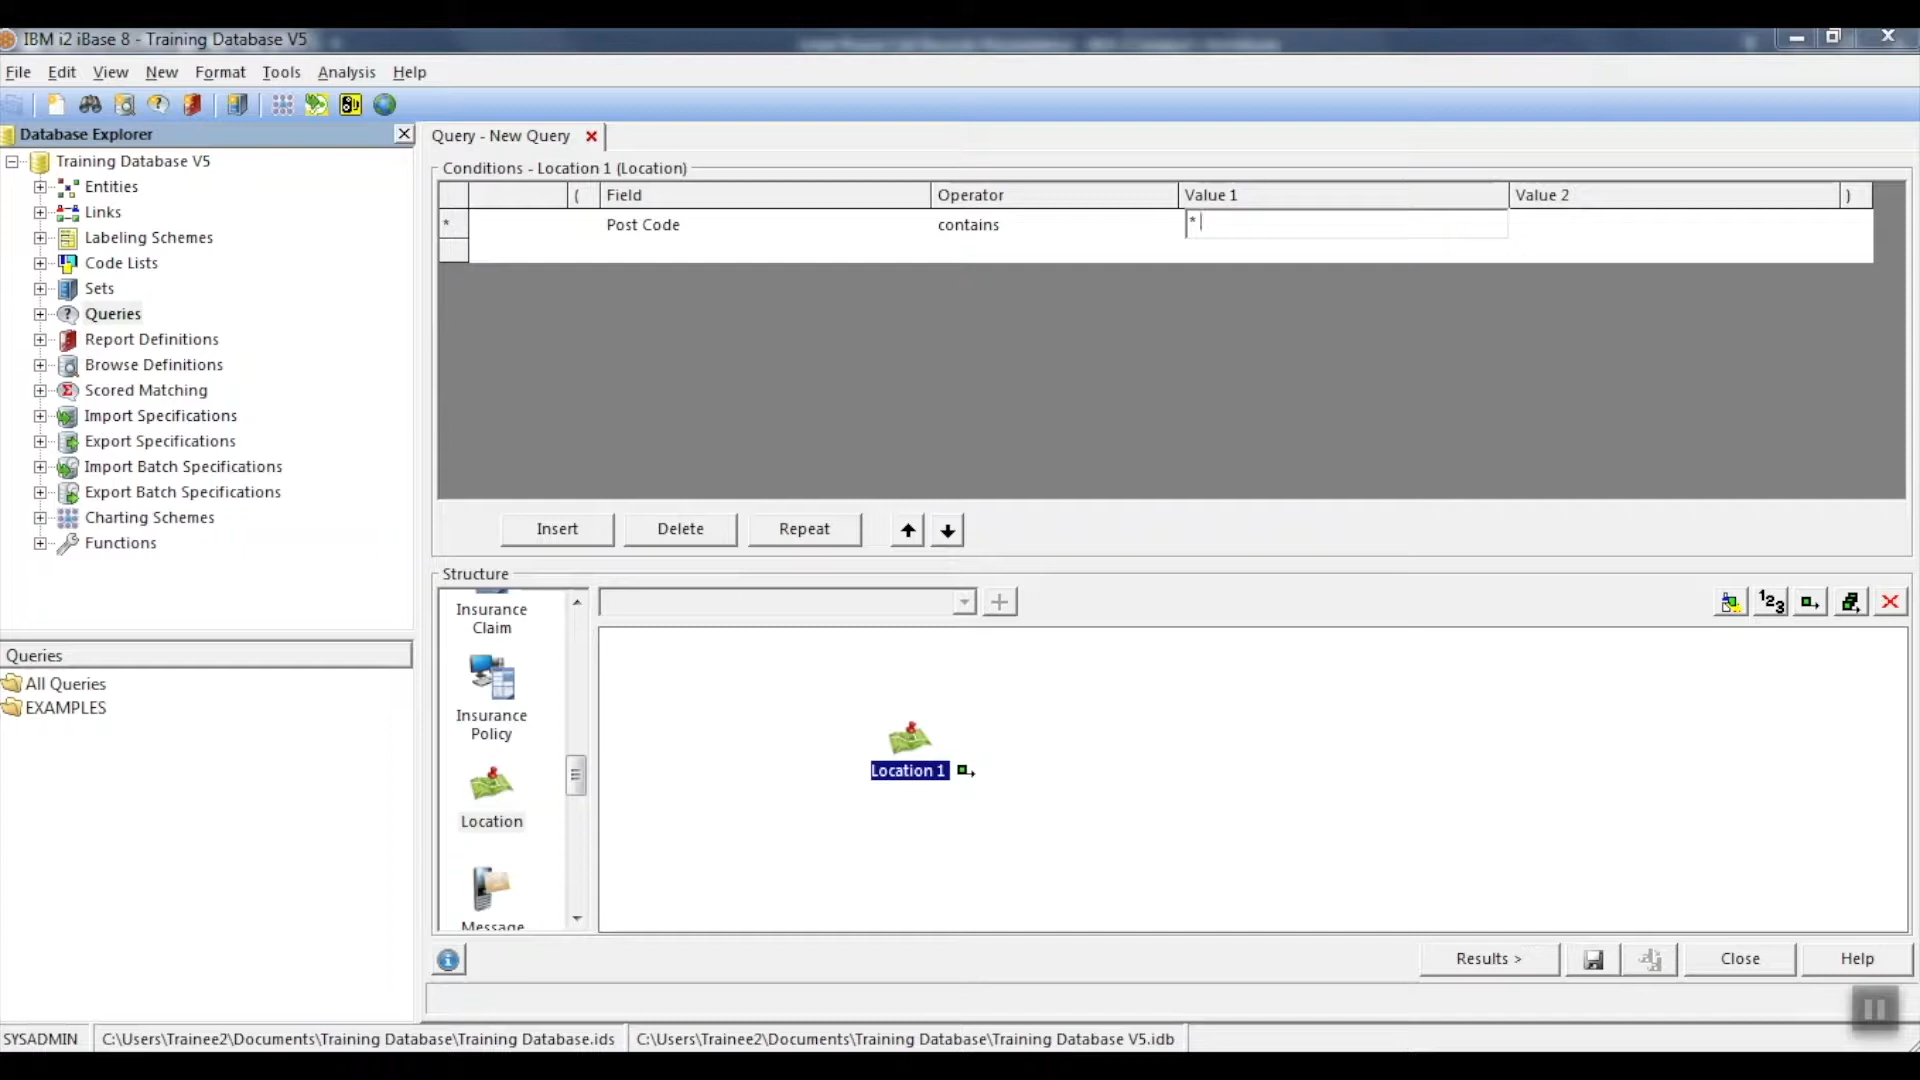 IBM i2 iBase 8 - Training Database V5
File Edit View New Format Tools Analysis Help
Database Explorer
Training Database V5
Entities
Links
Labeling Schemes
Code Lists
Sets
Queries
Report Definitions
Browse Definitions
Scored Matching
Import Specifications
Export Specifications
Import Batch Specifications
Export Batch Specifications
Charting Schemes
Functions
Queries
All Queries
EXAMPLES
Query - New Query
Conditions - Location 1 (Location)
( Field Operator Value 1 Value 2 )
* Post Code contains *
Insert Delete Repeat
Structure
Insurance
Claim
Insurance
Policy
Location
Message
123
Location 1
Results > Close Help
SYSADMIN C:\Users\Trainee2\Documents\Training Database\Training Database.ids C:\Users\Trainee2\Documents\Training Database\Training Database V5.idb